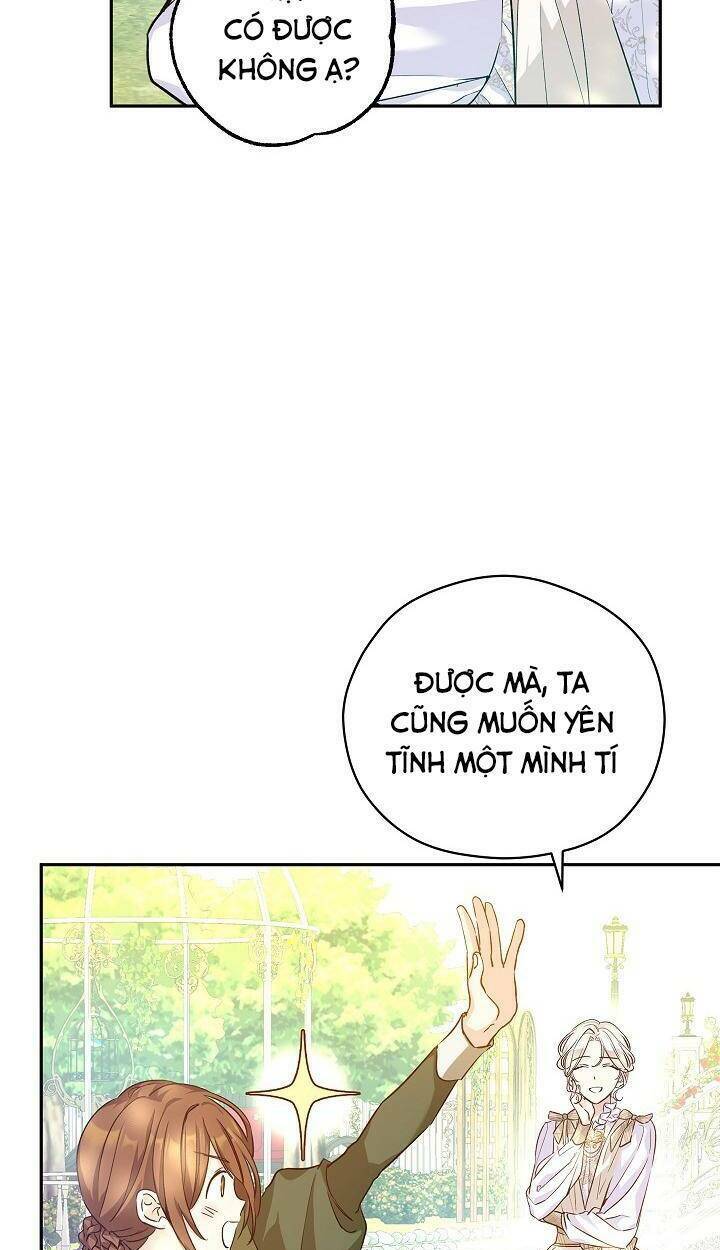 CÓ ĐƯỢC
KHÔNG Ạ?
ĐƯỢC MÀ, TA
CŨNG MUỐN YÊN
TĨNH MỘT MÌNH TÍ